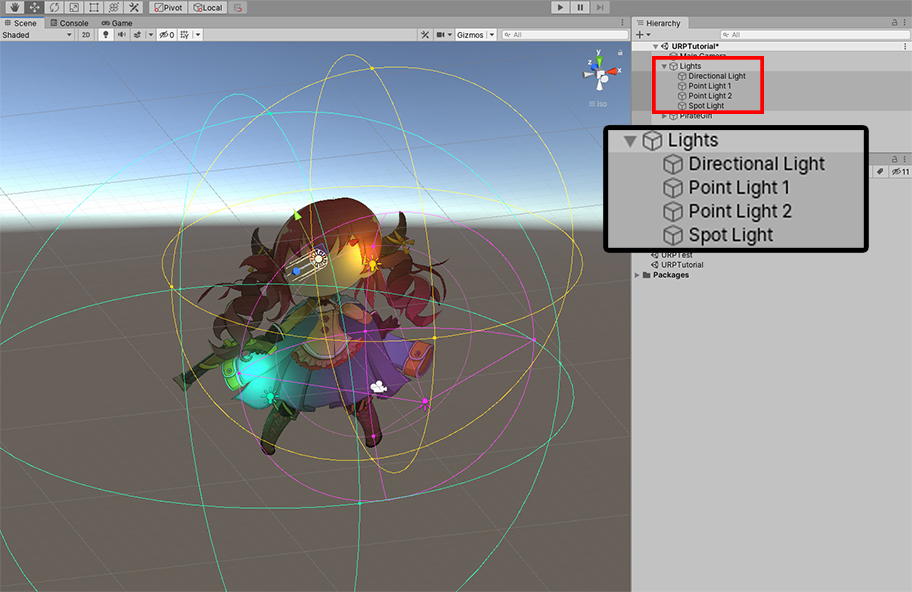 Pivot Local
Scene Console Game
Shaded 2D 0 Gizmos All
y
x
z
Iso
Hierarchy
All
URPTutorial*
Main Camera
Lights
Directional Light
Point Light 1
Point Light 2
Spot Light
PirateGirl
Lights
Directional Light
Point Light 1
Point Light 2
Spot Light
11
URPTest
URPTutorial
Packages